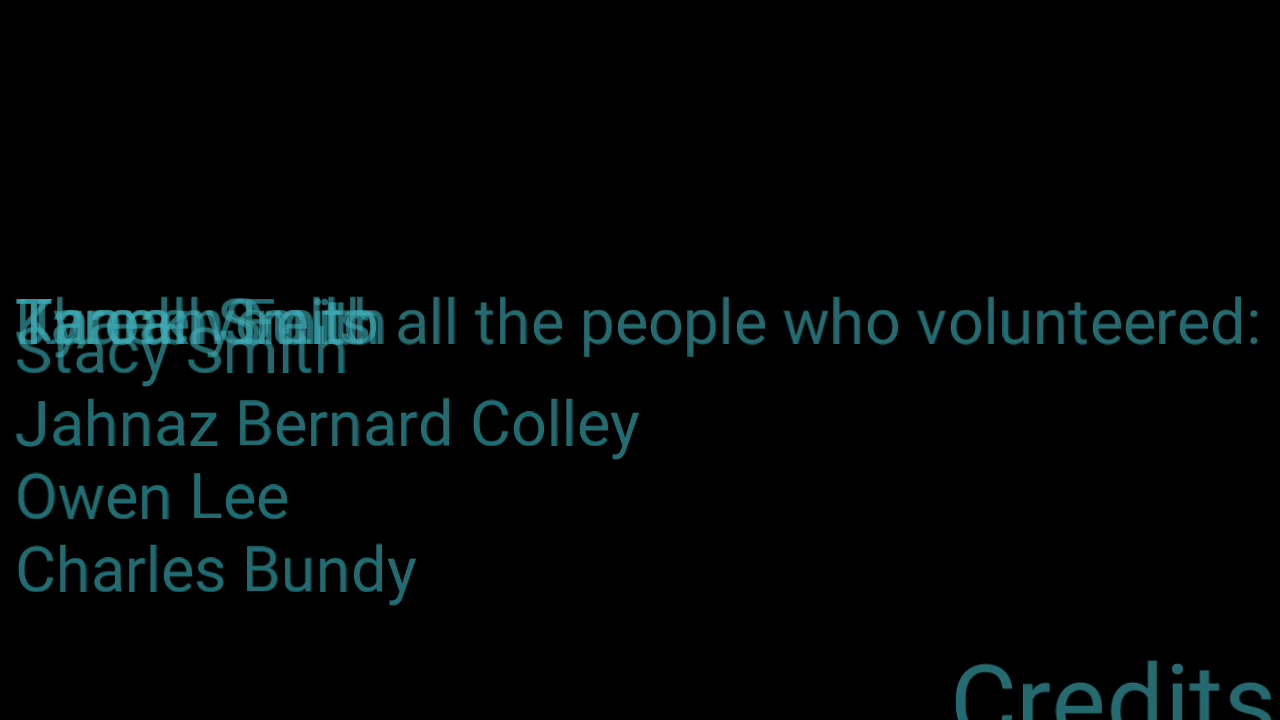 all the people who volunteered:
Stacy Smith
Jahnaz Bernard Colley
Owen Lee
Charles Bundy
Credits